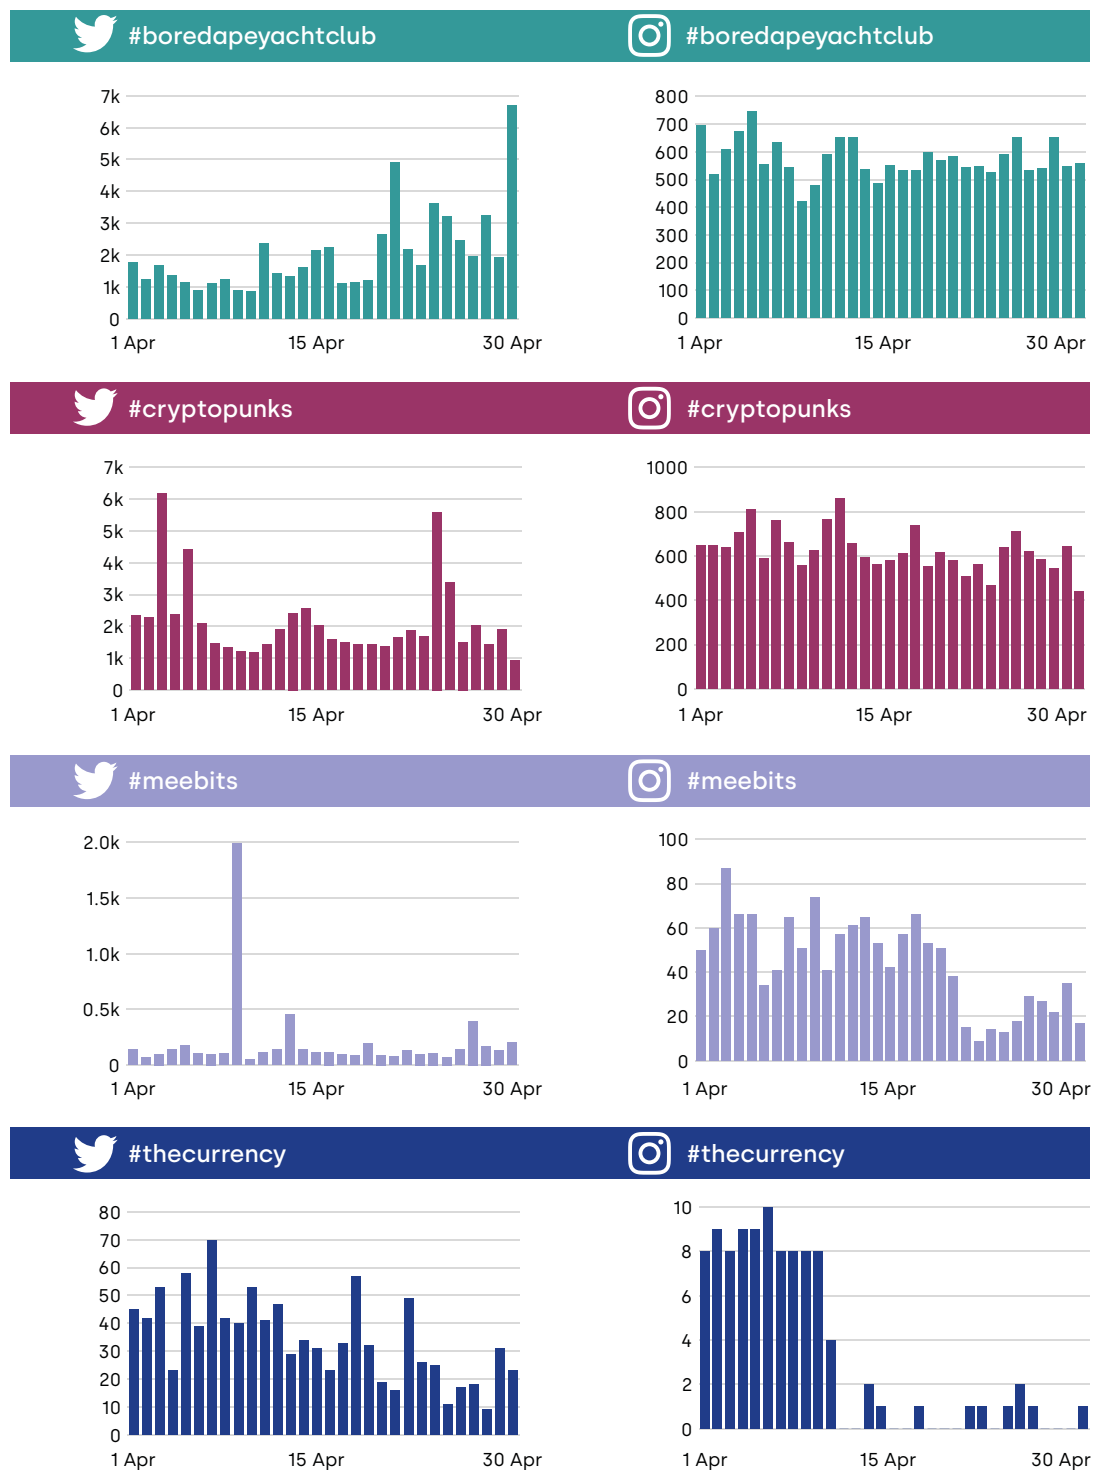 #boredapeyachtclub
#boredapeyachtclub
7k
6k
5k
4k
3k
2k
1k
0
1 Apr 15 Apr 30 Apr
800
700
600
500
400
300
200
100
0
1 Apr 15 Apr 30 Apr
#cryptopunks
#cryptopunks
7k
6k
5k
4k
3k
2k
1k
0
1 Apr 15 Apr 30 Apr
1000
800
600
400
200
0
1 Apr 15 Apr 30 Apr
#meebits
#meebits
2.0k
1.5k
1.0k
0.5k
0
1 Apr 15 Apr 30 Apr
100
80
60
40
20
0
1 Apr 15 Apr 30 Apr
#thecurrency
#thecurrency
80
70
60
50
40
30
20
10
0
1 Apr 15 Apr 30 Apr
10
8
6
4
2
0
1 Apr 15 Apr 30 Apr